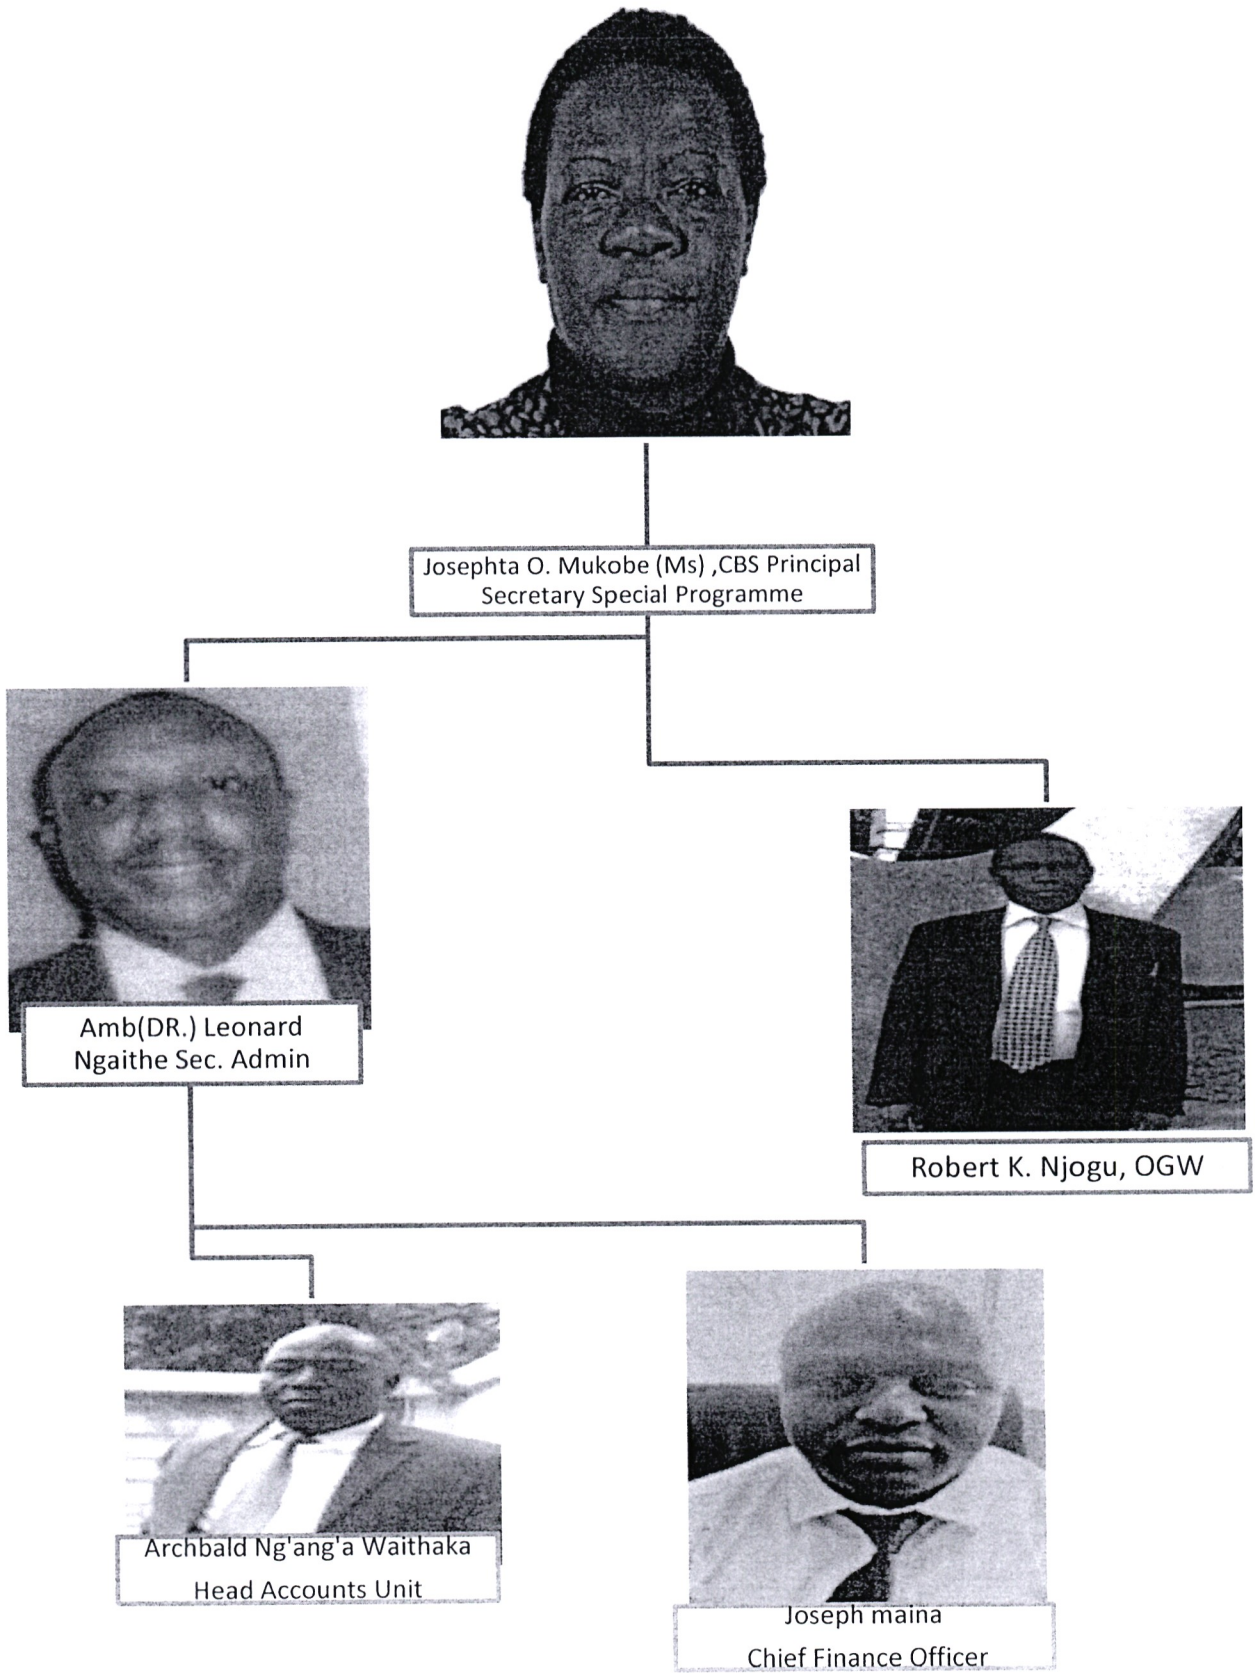 Josephta O. Mukobe (Ms) ,CBS Principal
Secretary Special Programme
Amb(DR.) Leonard
Ngaithe Sec. Admin
Robert K. Njogu, OGW
Archbald Ng'ang'a Waithaka
Head Accounts Unit
Joseph maina
Chief Finance Officer